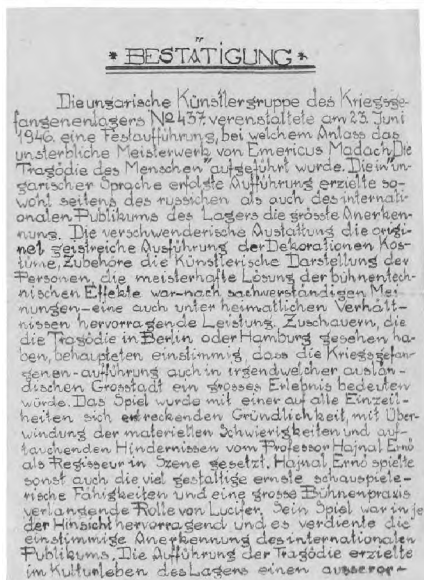 * BESTÄTIGUNG *
Die ungarische Künstlergruppe des Kriegsge-
fangenenlagers No 437. verenstaltete am 23. Juni
1946. eine Festaufführung, bei welchem Anlass das
unsterbliche Meisterwerk von Emericus Madach „Die
Tragödie des Menschen" aufgeführt wurde. Die in un-
garischer Sprache erfolgte Aufführung erzielte so-
wohl seitens des russichen als auch des internati-
onalen Publikums des Lagers die grösste Anerken-
nung. Die verschwenderische Austattung die origi-
nel geistreiche Ausführung der Dekorationen Kos-
tüme, Zubehöre die Künstlerische Darstellung der
Personen, die meisterhafte Lösung der bühnentech-
nischen Effekte war-nach sachverständigen Mei-
nungen-eine auch unter heimatlichen Verhält-
nissen hervorragende Leistung. Zuschauern, die
die Tragödie in Berlin oder Hamburg gesehen ha-
ben, behaupteten einstimmig, dass die Kriegsgefan-
genen-aufführung auch in irgendwelcher auslän-
dischen Grosstadt ein grosses Erlebnis bedeuten
würde. Das Spiel wurde mit einer auf alle Einzel-
heiten sich erstreckenden Gründlichkeit, mit Über-
windung der materiellen Schwierigkeiten und auf-
tauchenden Hindernissen vom Professor Hajnal Ernő
als Regisseur in Szene gesetzt. Hajnal Ernő spielte
sonst auch die viel gestaltige ernste schauspiele-
rische Fähigkeiten und eine grosse Bühnenpraxis
verlangende Rolle von Lucifer. Sein Spiel war in je
der Hinsicht hervorragend und es verdiente die
einstimmige Anerkennung des internationalen
Publikums. Die Aufführung der Tragödie erzielte
im Kulturleben des Lagers einen ausseror-